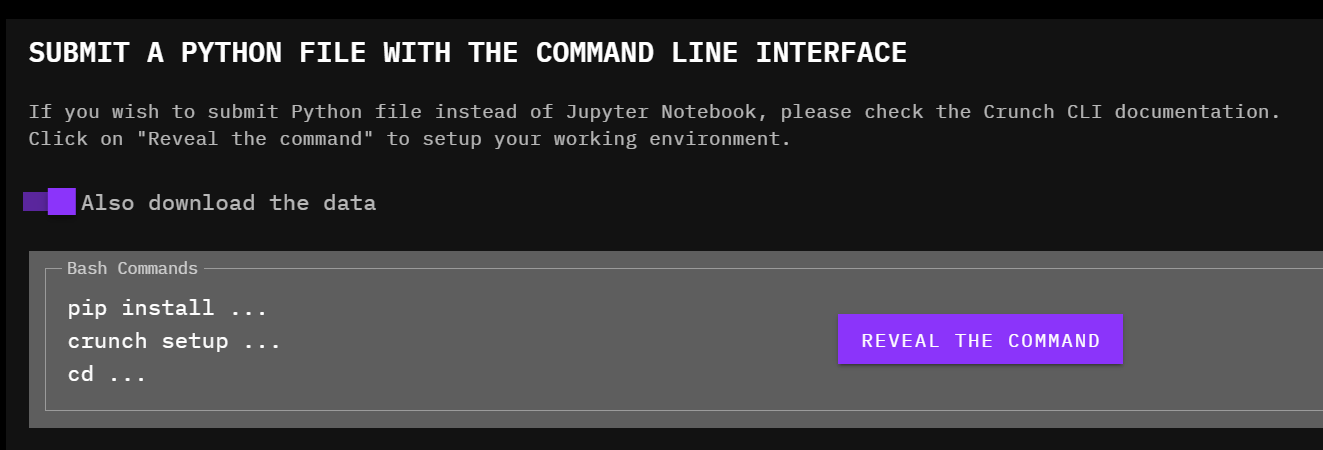 SUBMIT A PYTHON FILE WITH THE COMMAND LINE INTERFACE
If you wish to submit Python file instead of Jupyter Notebook, please check the Crunch CLI documentation.
Click on "Reveal the command" to setup your working environment.
Also download the data
Bash Commands
pip install ...
crunch setup ...
cd ...
REVEAL THE COMMAND